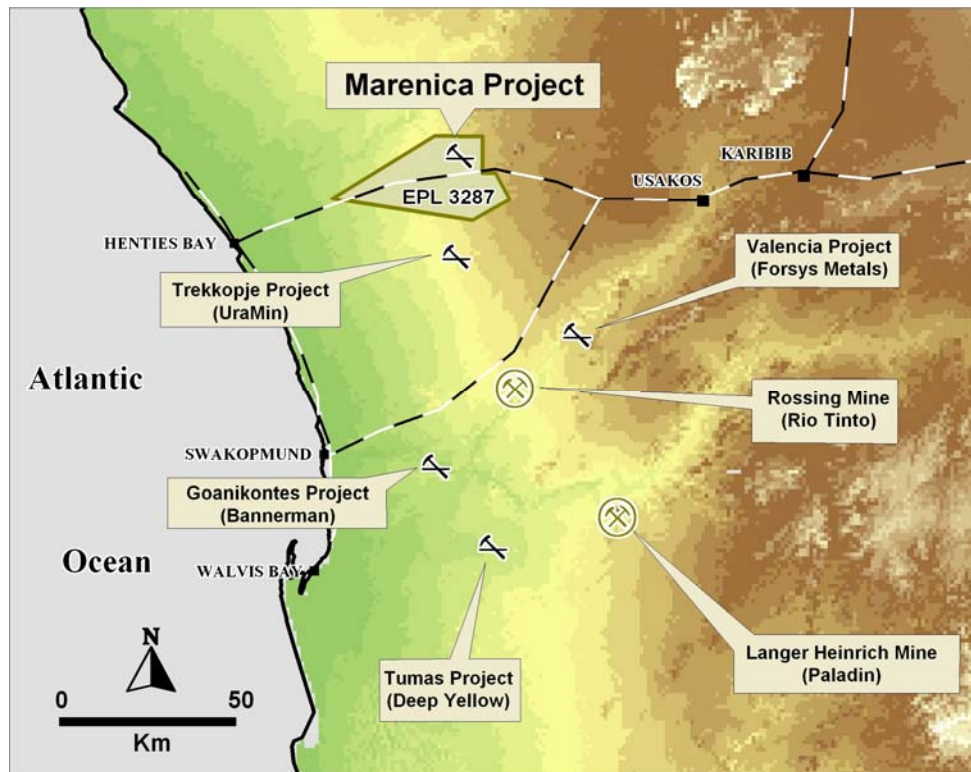 Marenica Project
KARIBIB
USAKOS
EPL 3287
HENTIES BAY
Valencia Project
(Forsys Metals)
Trekkopje Project
(UraMin)
Atlantic
Rossing Mine
(Rio Tinto)
SWAKOPMUND
Goanikontes Project
(Bannerman)
Ocean
WALVIS BAY
N
Langer Heinrich Mine
(Paladin)
Tumas Project
(Deep Yellow)
0 50
Km